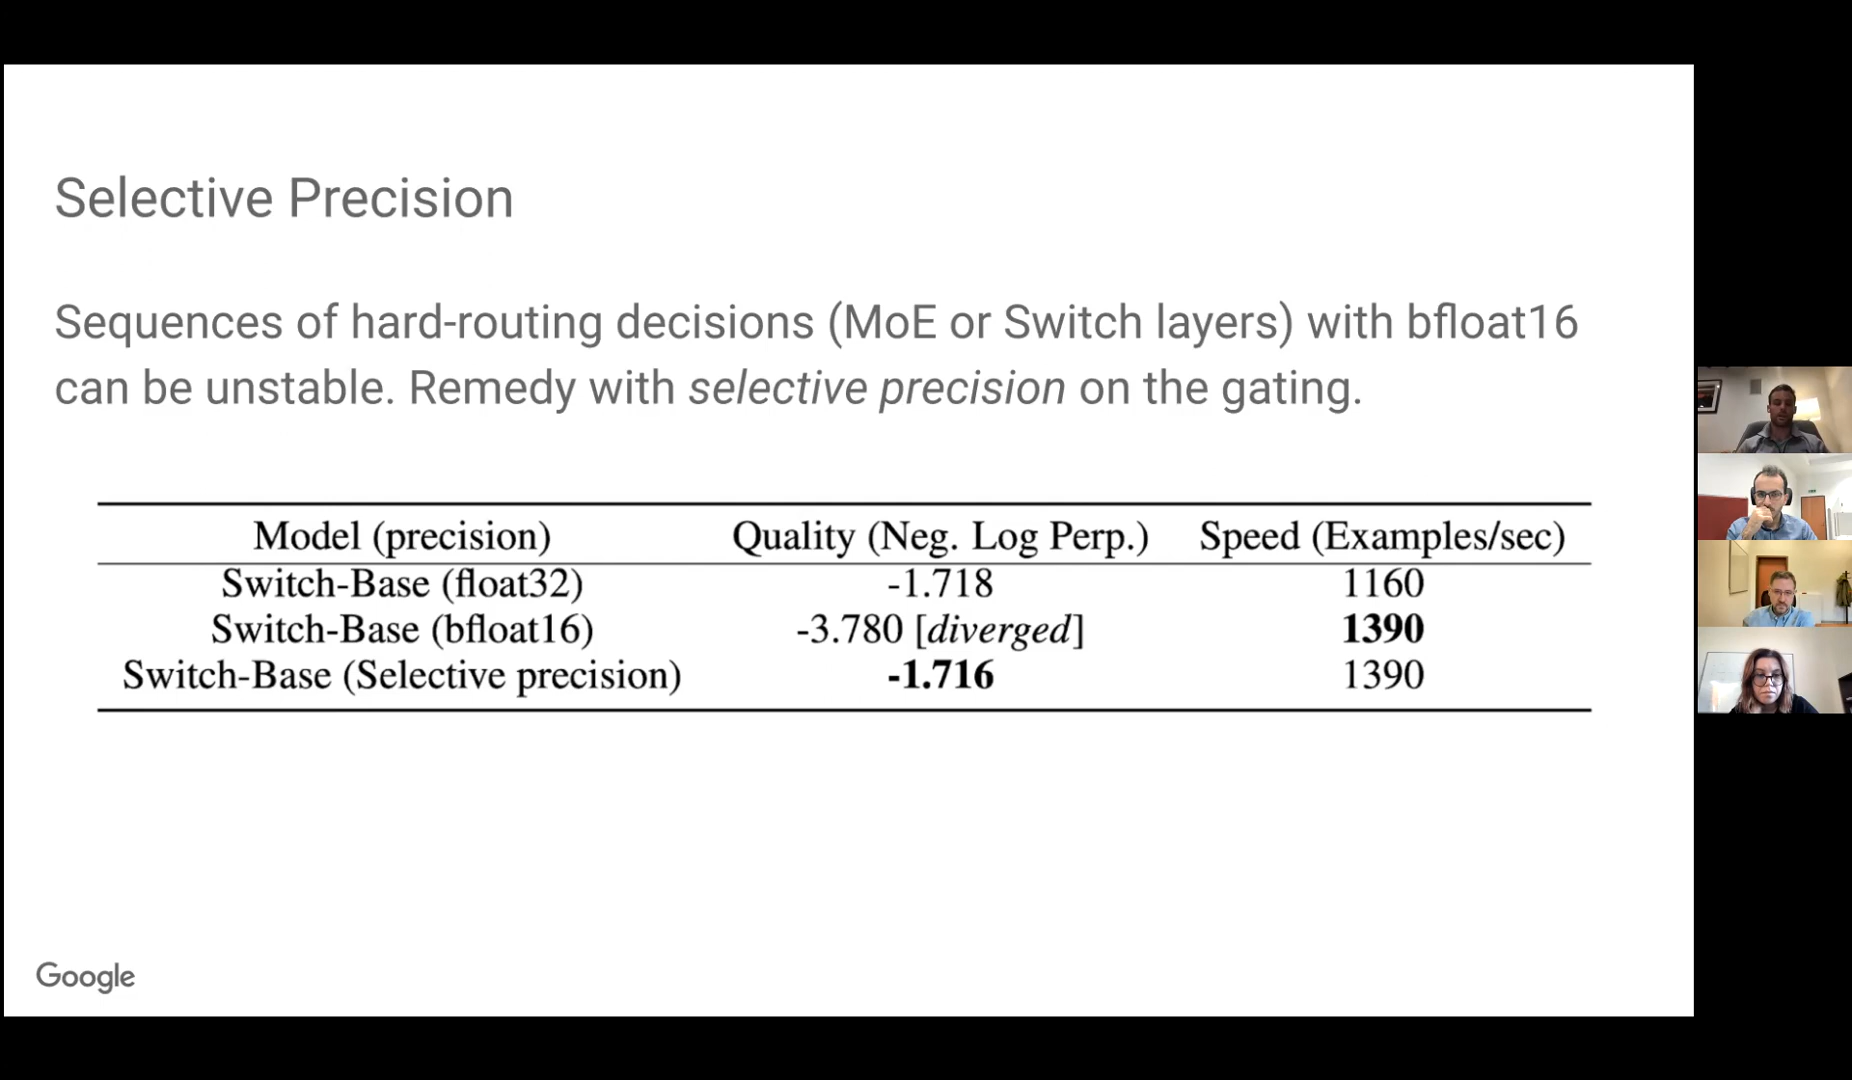 Selective Precision
Sequences of hard-routing decisions (MoE or Switch layers) with bfloat16
can be unstable. Remedy with selective precision on the gating.
Model (precision) Quality (Neg. Log Perp.) Speed (Examples/sec)
Switch-Base (float32) -1.718 1160
Switch-Base (bfloat16) -3.780 [diverged] 1390
Switch-Base (Selective precision) -1.716 1390
Google